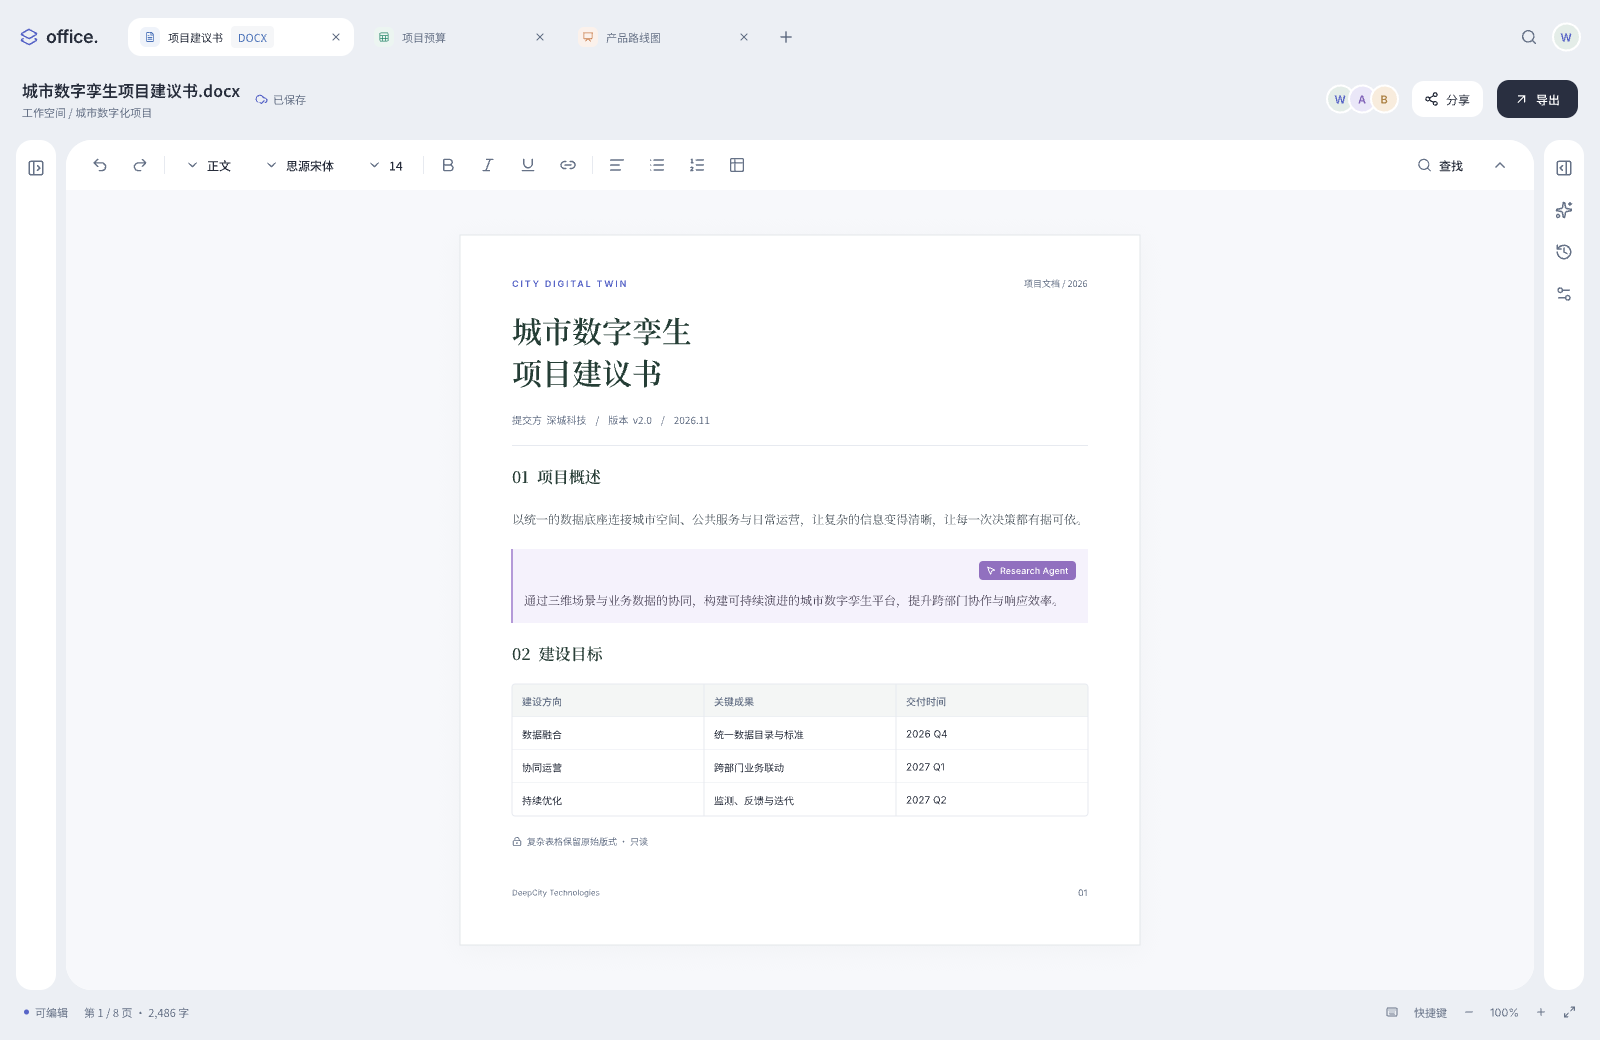 office.
项目建议书 DOCX
项目预算
产品路线图
W
城市数字孪生项目建议书.docx
已保存
工作空间 / 城市数字化项目
W A B
分享
导出
正文
思源宋体
14
查找
CITY DIGITAL TWIN
项目文档 / 2026
城市数字孪生
项目建议书
提交方 深城科技 / 版本 v2.0 / 2026.11
01 项目概述
以统一的数据底座连接城市空间、公共服务与日常运营，让复杂的信息变得清晰，让每一次决策都有据可依。
Research Agent
通过三维场景与业务数据的协同，构建可持续演进的城市数字孪生平台，提升跨部门协作与响应效率。
02 建设目标
建设方向 关键成果 交付时间
数据融合 统一数据目录与标准 2026 Q4
协同运营 跨部门业务联动 2027 Q1
持续优化 监测、反馈与迭代 2027 Q2
复杂表格保留原始版式 · 只读
DeepCity Technologies
01
可编辑 第 1 / 8 页 · 2,486 字
快捷键 − 100% +